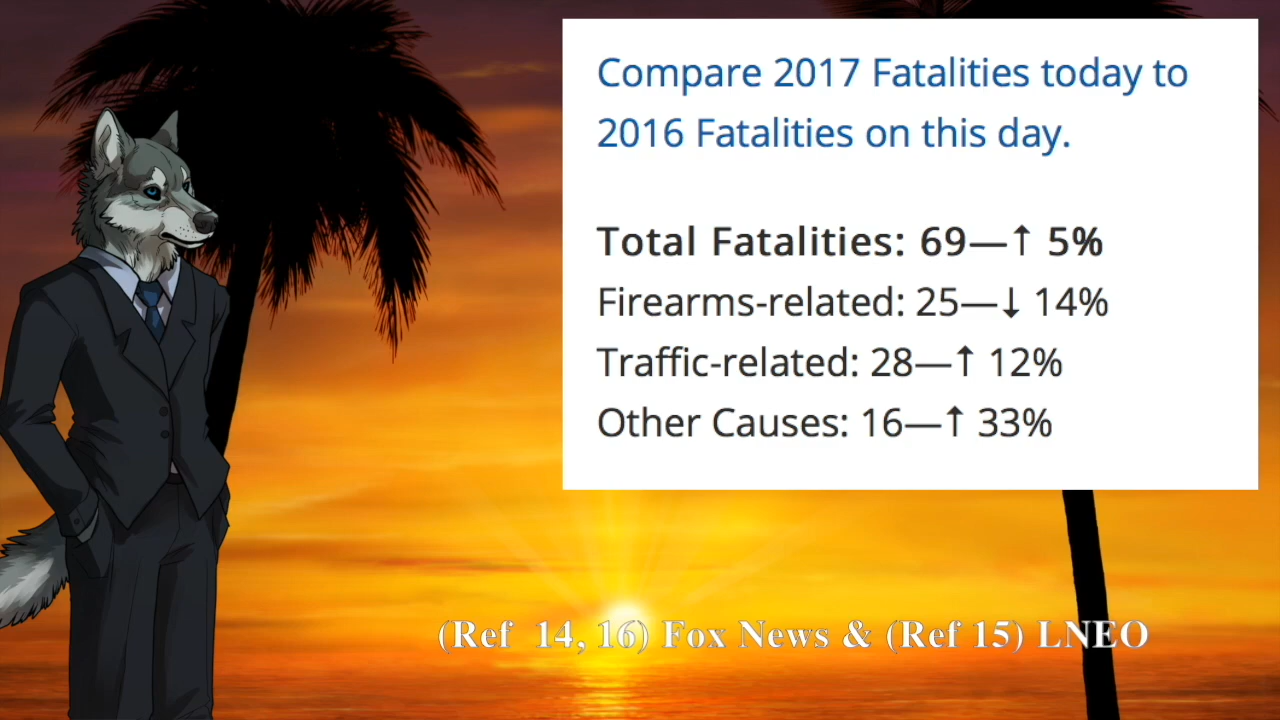 Compare 2017 Fatalities today to
2016 Fatalities on this day.
Total Fatalities: 69—↑ 5%
Firearms-related: 25—↓ 14%
Traffic-related: 28—↑ 12%
Other Causes: 16—↑ 33%
(Ref 14, 16) Fox News & (Ref 15) LNEO